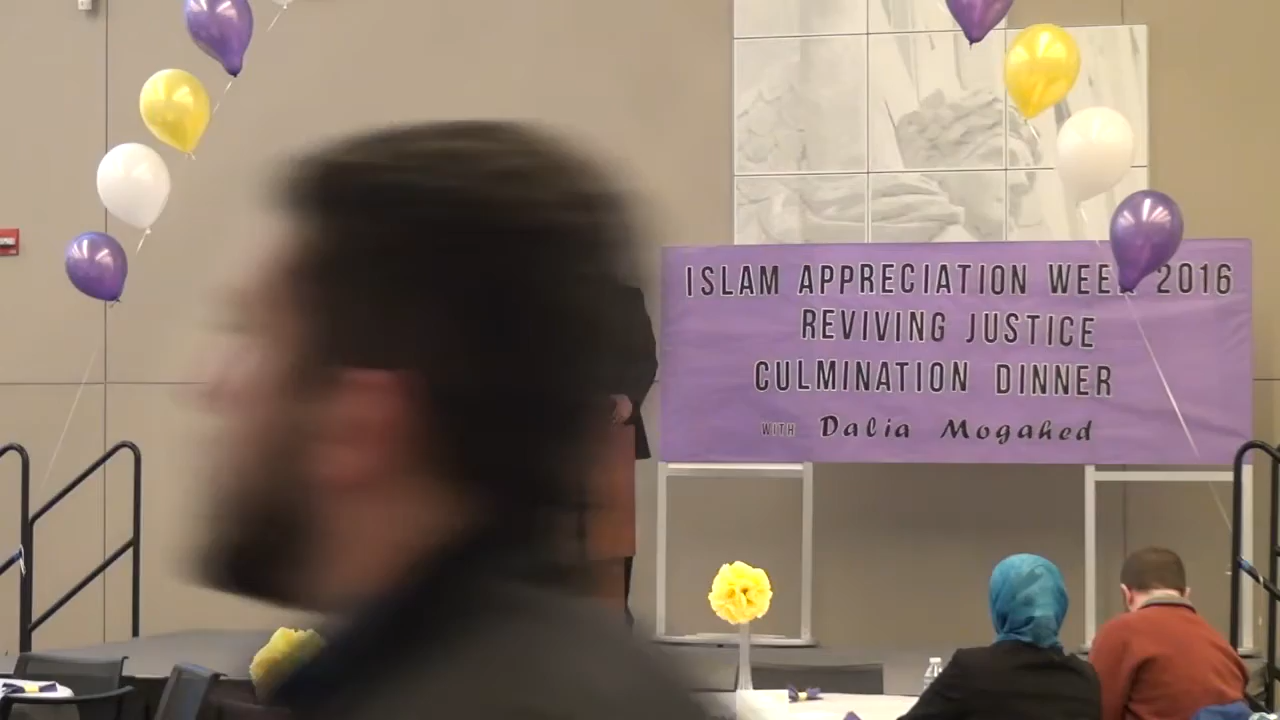 ISLAM APPRECIATION WEEK 2016
REVIVING JUSTICE
CULMINATION DINNER
WITH Dalia Mogahed